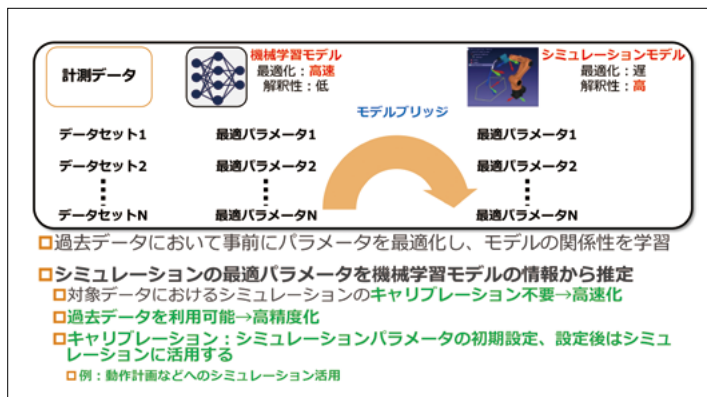 計測データ
機械学習モデル
最適化：高速
解釈性：低
シミュレーションモデル
最適化：遅
解釈性：高
モデルブリッジ
データセット1
最適パラメータ1
最適パラメータ1
データセット2
最適パラメータ2
最適パラメータ2
データセットN
最適パラメータN
最適パラメータN
過去データにおいて事前にパラメータを最適化し、モデルの関係性を学習
シミュレーションの最適パラメータを機械学習モデルの情報から推定
対象データにおけるシミュレーションのキャリブレーション不要→高速化
過去データを利用可能→高精度化
キャリブレーション：シミュレーションパラメータの初期設定、設定後はシミュ
レーションに活用する
例：動作計画などへのシミュレーション活用